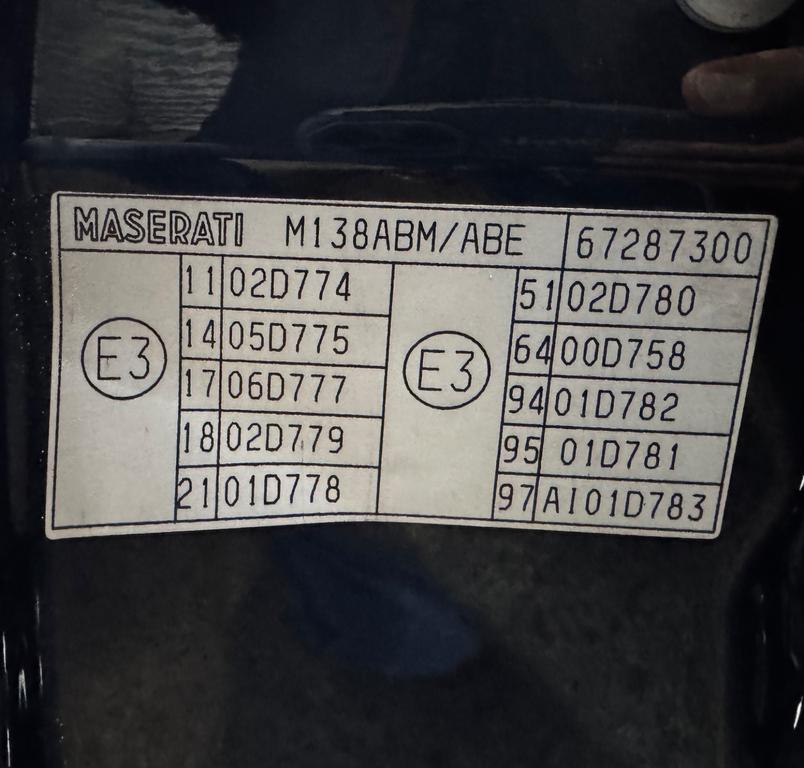 MASERATI M138ABM/ABE 67287300
E3
11 02D774
14 05D775
17 06D777
18 02D779
21 01D778
E3
51 02D780
64 00D758
94 01D782
95 01D781
97 AI01D783